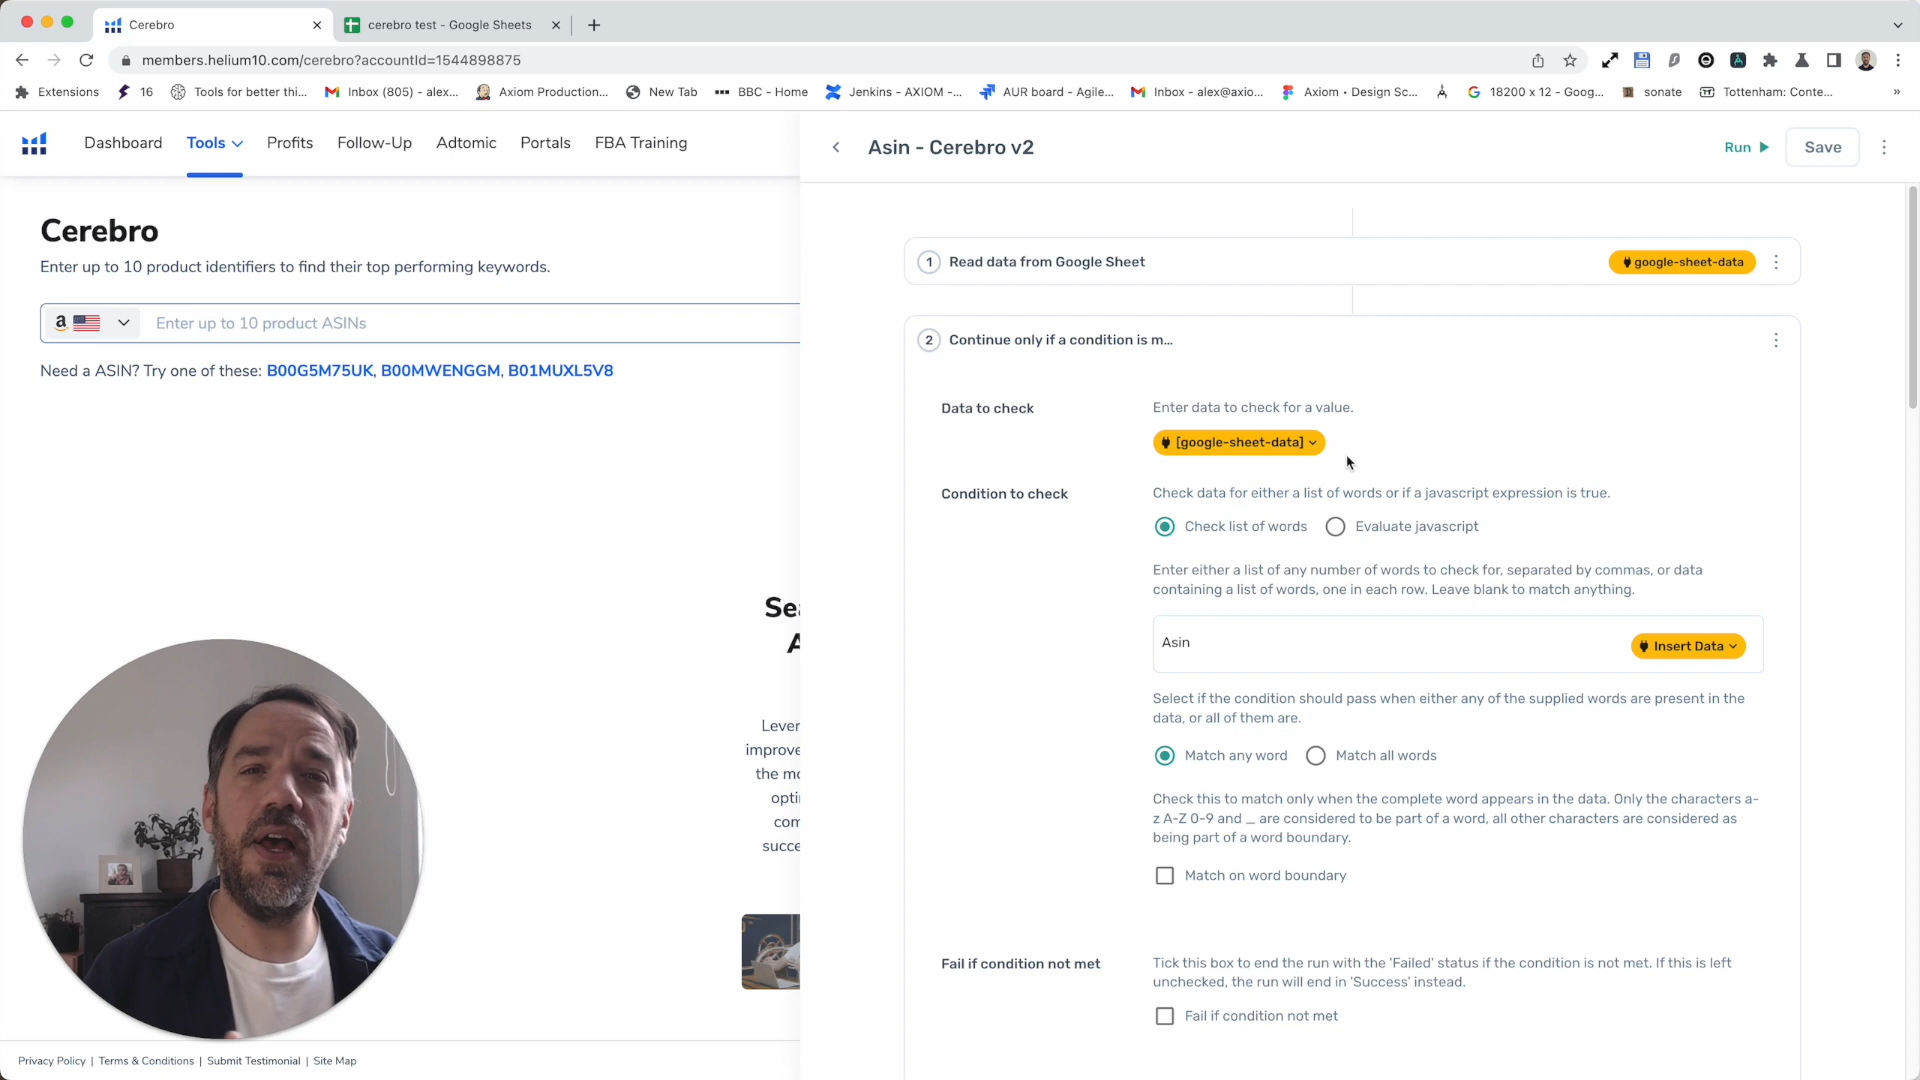 Cerebro
cerebro test - Google Sheets
members.helium10.com/cerebro?accountId=1544898875
Extensions
16
Tools for better thi...
Inbox (805) - alex...
Axiom Production...
New Tab
BBC - Home
Jenkins - AXIOM -...
AUR board - Agile...
Inbox - alex@axio...
Axiom • Design Sc...
18200 x 12 - Goog...
sonate
Tottenham: Conte...
»
Dashboard
Tools
Profits
Follow-Up
Adtomic
Portals
FBA Training
Cerebro
Enter up to 10 product identifiers to find their top performing keywords.
Enter up to 10 product ASINs
Need a ASIN? Try one of these: B00G5M75UK, B00MWENGGM, B01MUXL5V8
Se
A
Lever
improve
the mo
opti
com
succe
Privacy Policy | Terms & Conditions | Submit Testimonial | Site Map
Asin - Cerebro v2
Run
Save
1 Read data from Google Sheet
google-sheet-data
2 Continue only if a condition is m...
Data to check
Enter data to check for a value.
[google-sheet-data]
Condition to check
Check data for either a list of words or if a javascript expression is true.
Check list of words
Evaluate javascript
Enter either a list of any number of words to check for, separated by commas, or data
containing a list of words, one in each row. Leave blank to match anything.
Asin
Insert Data
Select if the condition should pass when either any of the supplied words are present in the
data, or all of them are.
Match any word
Match all words
Check this to match only when the complete word appears in the data. Only the characters a-
z A-Z 0-9 and _ are considered to be part of a word, all other characters are considered as
being part of a word boundary.
Match on word boundary
Fail if condition not met
Tick this box to end the run with the 'Failed' status if the condition is not met. If this is left
unchecked, the run will end in 'Success' instead.
Fail if condition not met